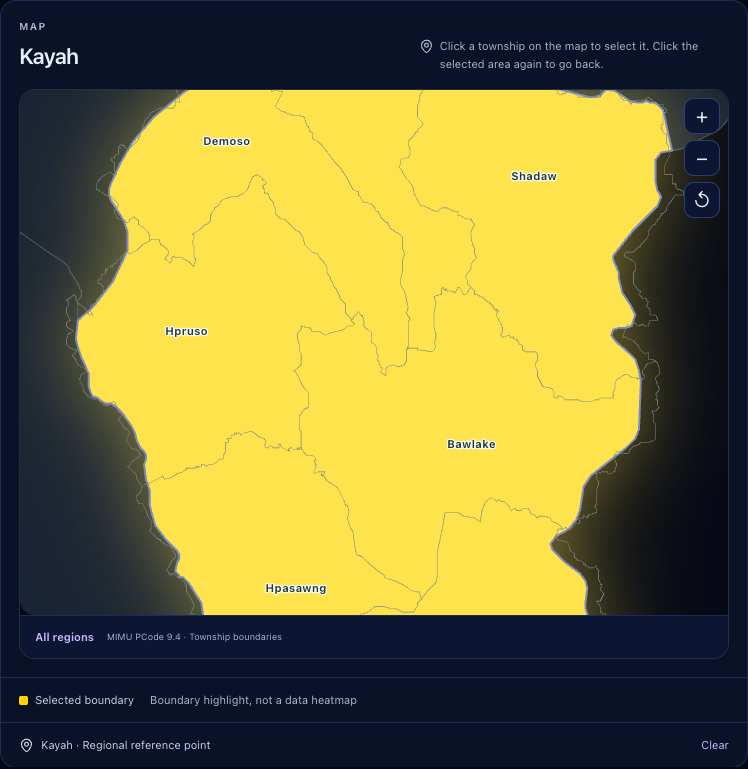 MAP
Kayah
Click a township on the map to select it. Click the
selected area again to go back.
Demoso
Shadaw
Hpruso
Bawlake
Hpasawng
All regions MIMU PCode 9.4 · Township boundaries
Selected boundary Boundary highlight, not a data heatmap
Kayah · Regional reference point Clear